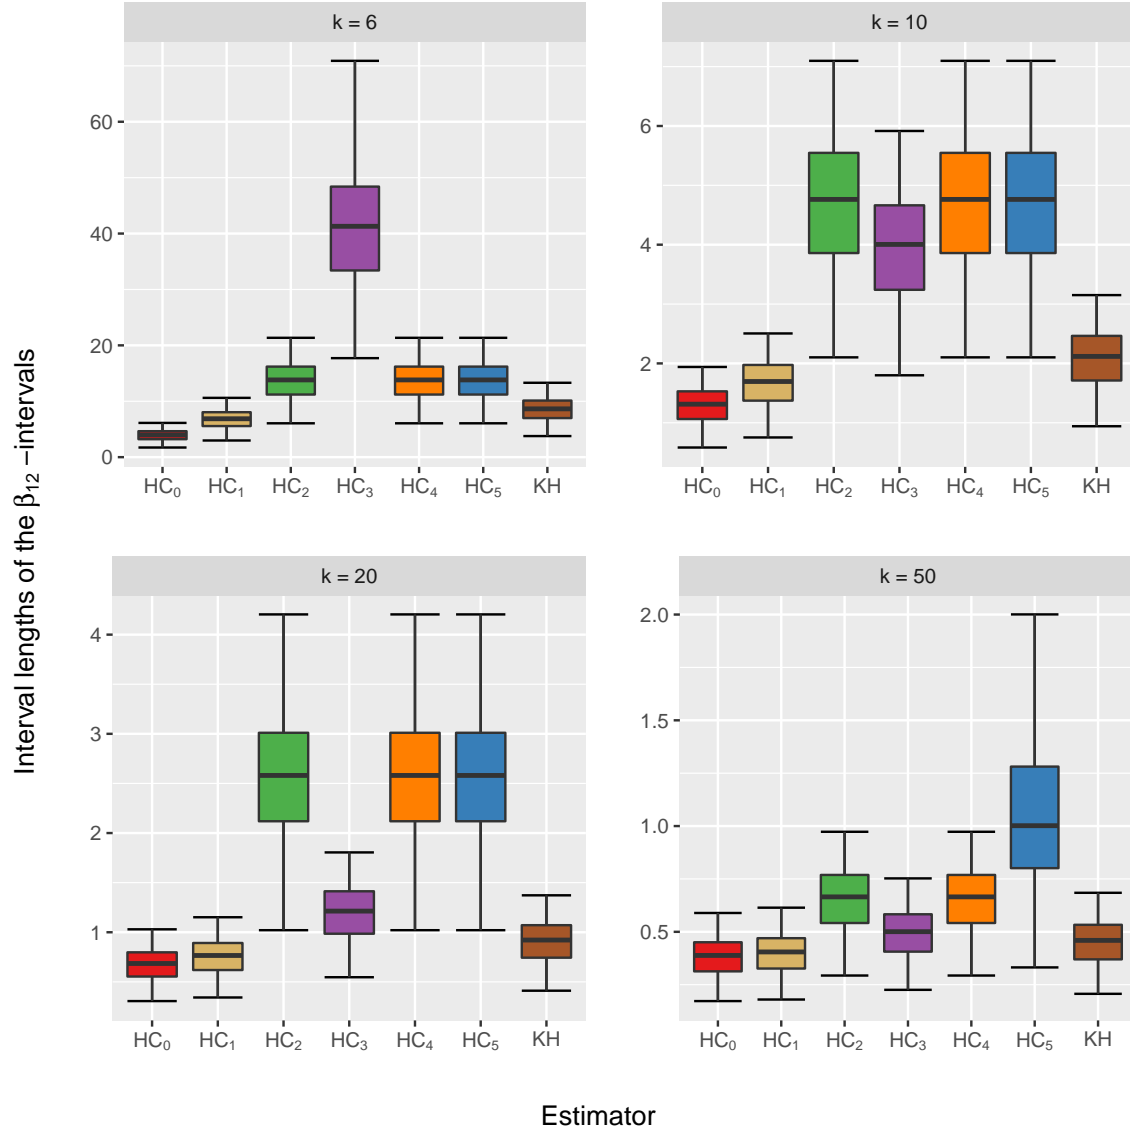 k = 6
k = 10
60
40
20
0
6
4
2
HC₀ HC₁ HC₂ HC₃ HC₄ HC₅ KH
HC₀ HC₁ HC₂ HC₃ HC₄ HC₅ KH
Interval lengths of the β₁₂ −intervals
k = 20
k = 50
4
3
2
1
2.0
1.5
1.0
0.5
HC₀ HC₁ HC₂ HC₃ HC₄ HC₅ KH
HC₀ HC₁ HC₂ HC₃ HC₄ HC₅ KH
Estimator